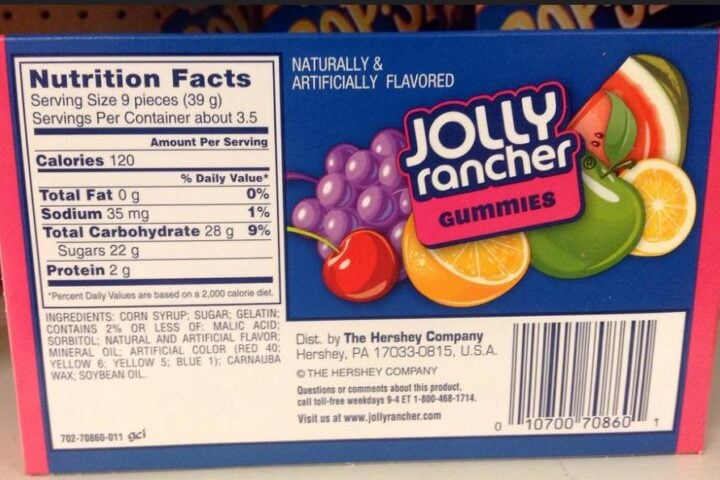 Nutrition Facts
Serving Size 9 pieces (39 g)
Servings Per Container about 3.5
Amount Per Serving
Calories 120
% Daily Value*
Total Fat 0 g 0%
Sodium 35 mg 1%
Total Carbohydrate 28 g 9%
Sugars 22 g
Protein 2 g
*Percent Daily Values are based on a 2,000 calorie diet.
INGREDIENTS: CORN SYRUP; SUGAR; GELATIN;
CONTAINS 2% OR LESS OF: MALIC ACID;
SORBITOL; NATURAL AND ARTIFICIAL FLAVOR;
MINERAL OIL; ARTIFICIAL COLOR (RED 40;
YELLOW 6; YELLOW 5; BLUE 1); CARNAUBA
WAX; SOYBEAN OIL.
702-70860-011 gci
NATURALLY &
ARTIFICIALLY FLAVORED
JOLLY
rancher®
GUMMIES
Dist. by The Hershey Company
Hershey, PA 17033-0815, U.S.A.
© THE HERSHEY COMPANY
Questions or comments about this product,
call toll-free weekdays 9-4 ET 1-800-468-1714.
Visit us at www.jollyrancher.com
0 10700 70860 1